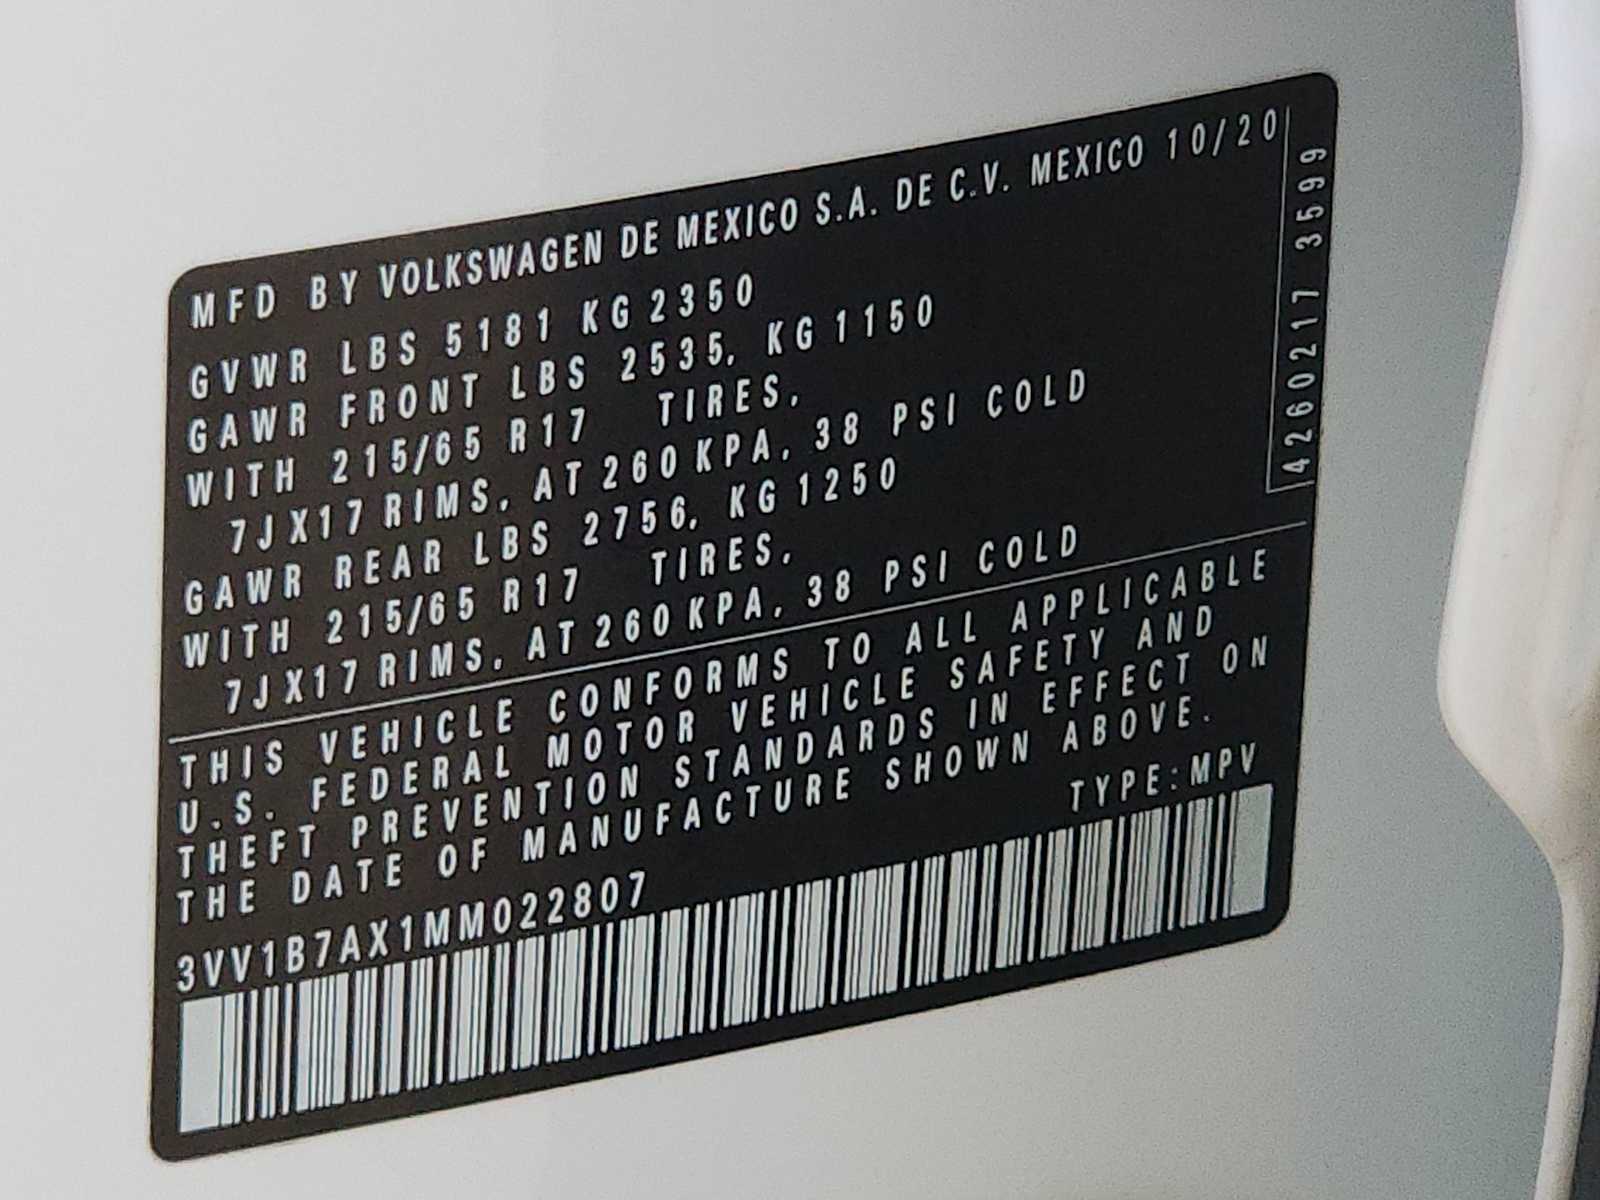 MFD BY VOLKSWAGEN DE MEXICO S.A. DE C.V. MEXICO 10/20
GVWR LBS 5181 KG 2350
GAWR FRONT LBS 2535, KG 1150
WITH 215/65 R17 TIRES,
7JX17 RIMS, AT 260 KPA, 38 PSI COLD
GAWR REAR LBS 2756, KG 1250
WITH 215/65 R17 TIRES,
7JX17 RIMS, AT 260 KPA, 38 PSI COLD
4260217 3599
THIS VEHICLE CONFORMS TO ALL APPLICABLE
U.S. FEDERAL MOTOR VEHICLE SAFETY AND
THEFT PREVENTION STANDARDS IN EFFECT ON
THE DATE OF MANUFACTURE SHOWN ABOVE.
TYPE:MPV
3VV1B7AX1MM022807